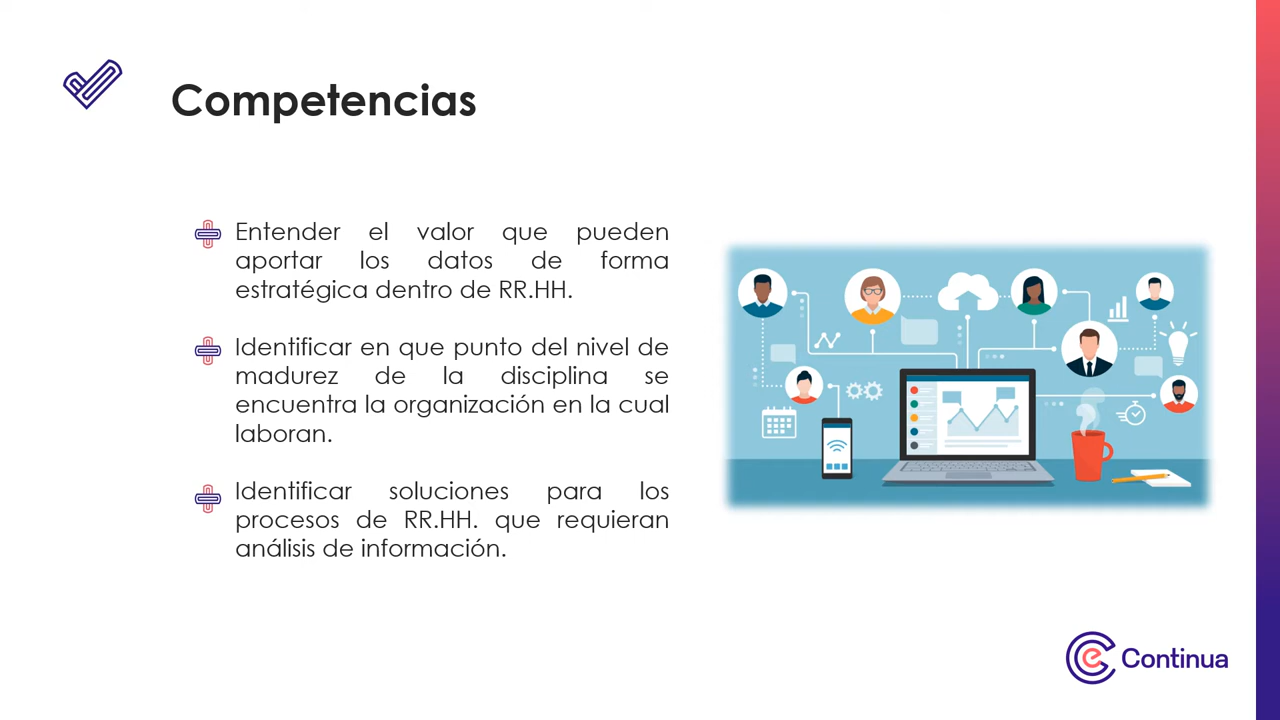 Competencias
Entender el valor que pueden
aportar los datos de forma
estratégica dentro de RR.HH.
Identificar en que punto del nivel de
madurez de la disciplina se
encuentra la organización en la cual
laboran.
Identificar soluciones para los
procesos de RR.HH. que requieran
análisis de información.
e Continua